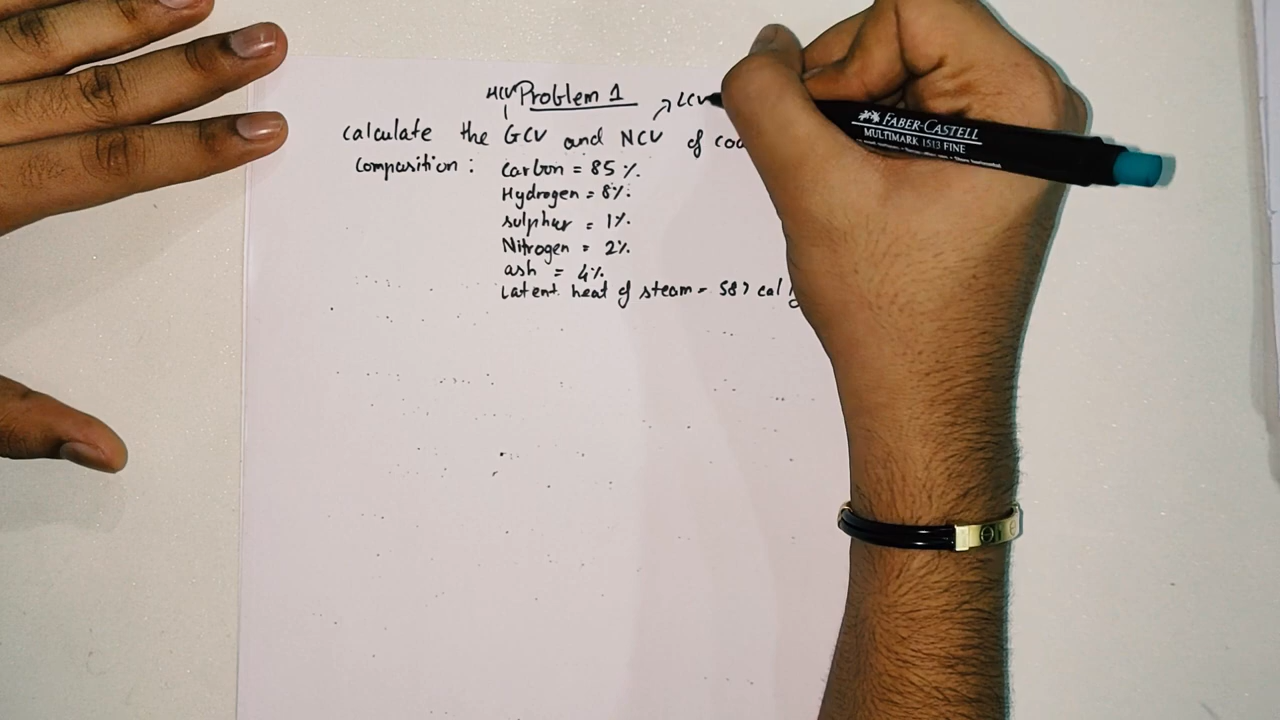 HCV Problem 1 LCV
calculate the GCV and NCV of
composition : carbon = 85 %.
Hydrogen = 8%.
sulphur = 1%.
Nitrogen = 2%.
ash = 4%.
Latent heat of steam = 587 cal
FABER-CASTELL
MULTIMARK 1513 FINE